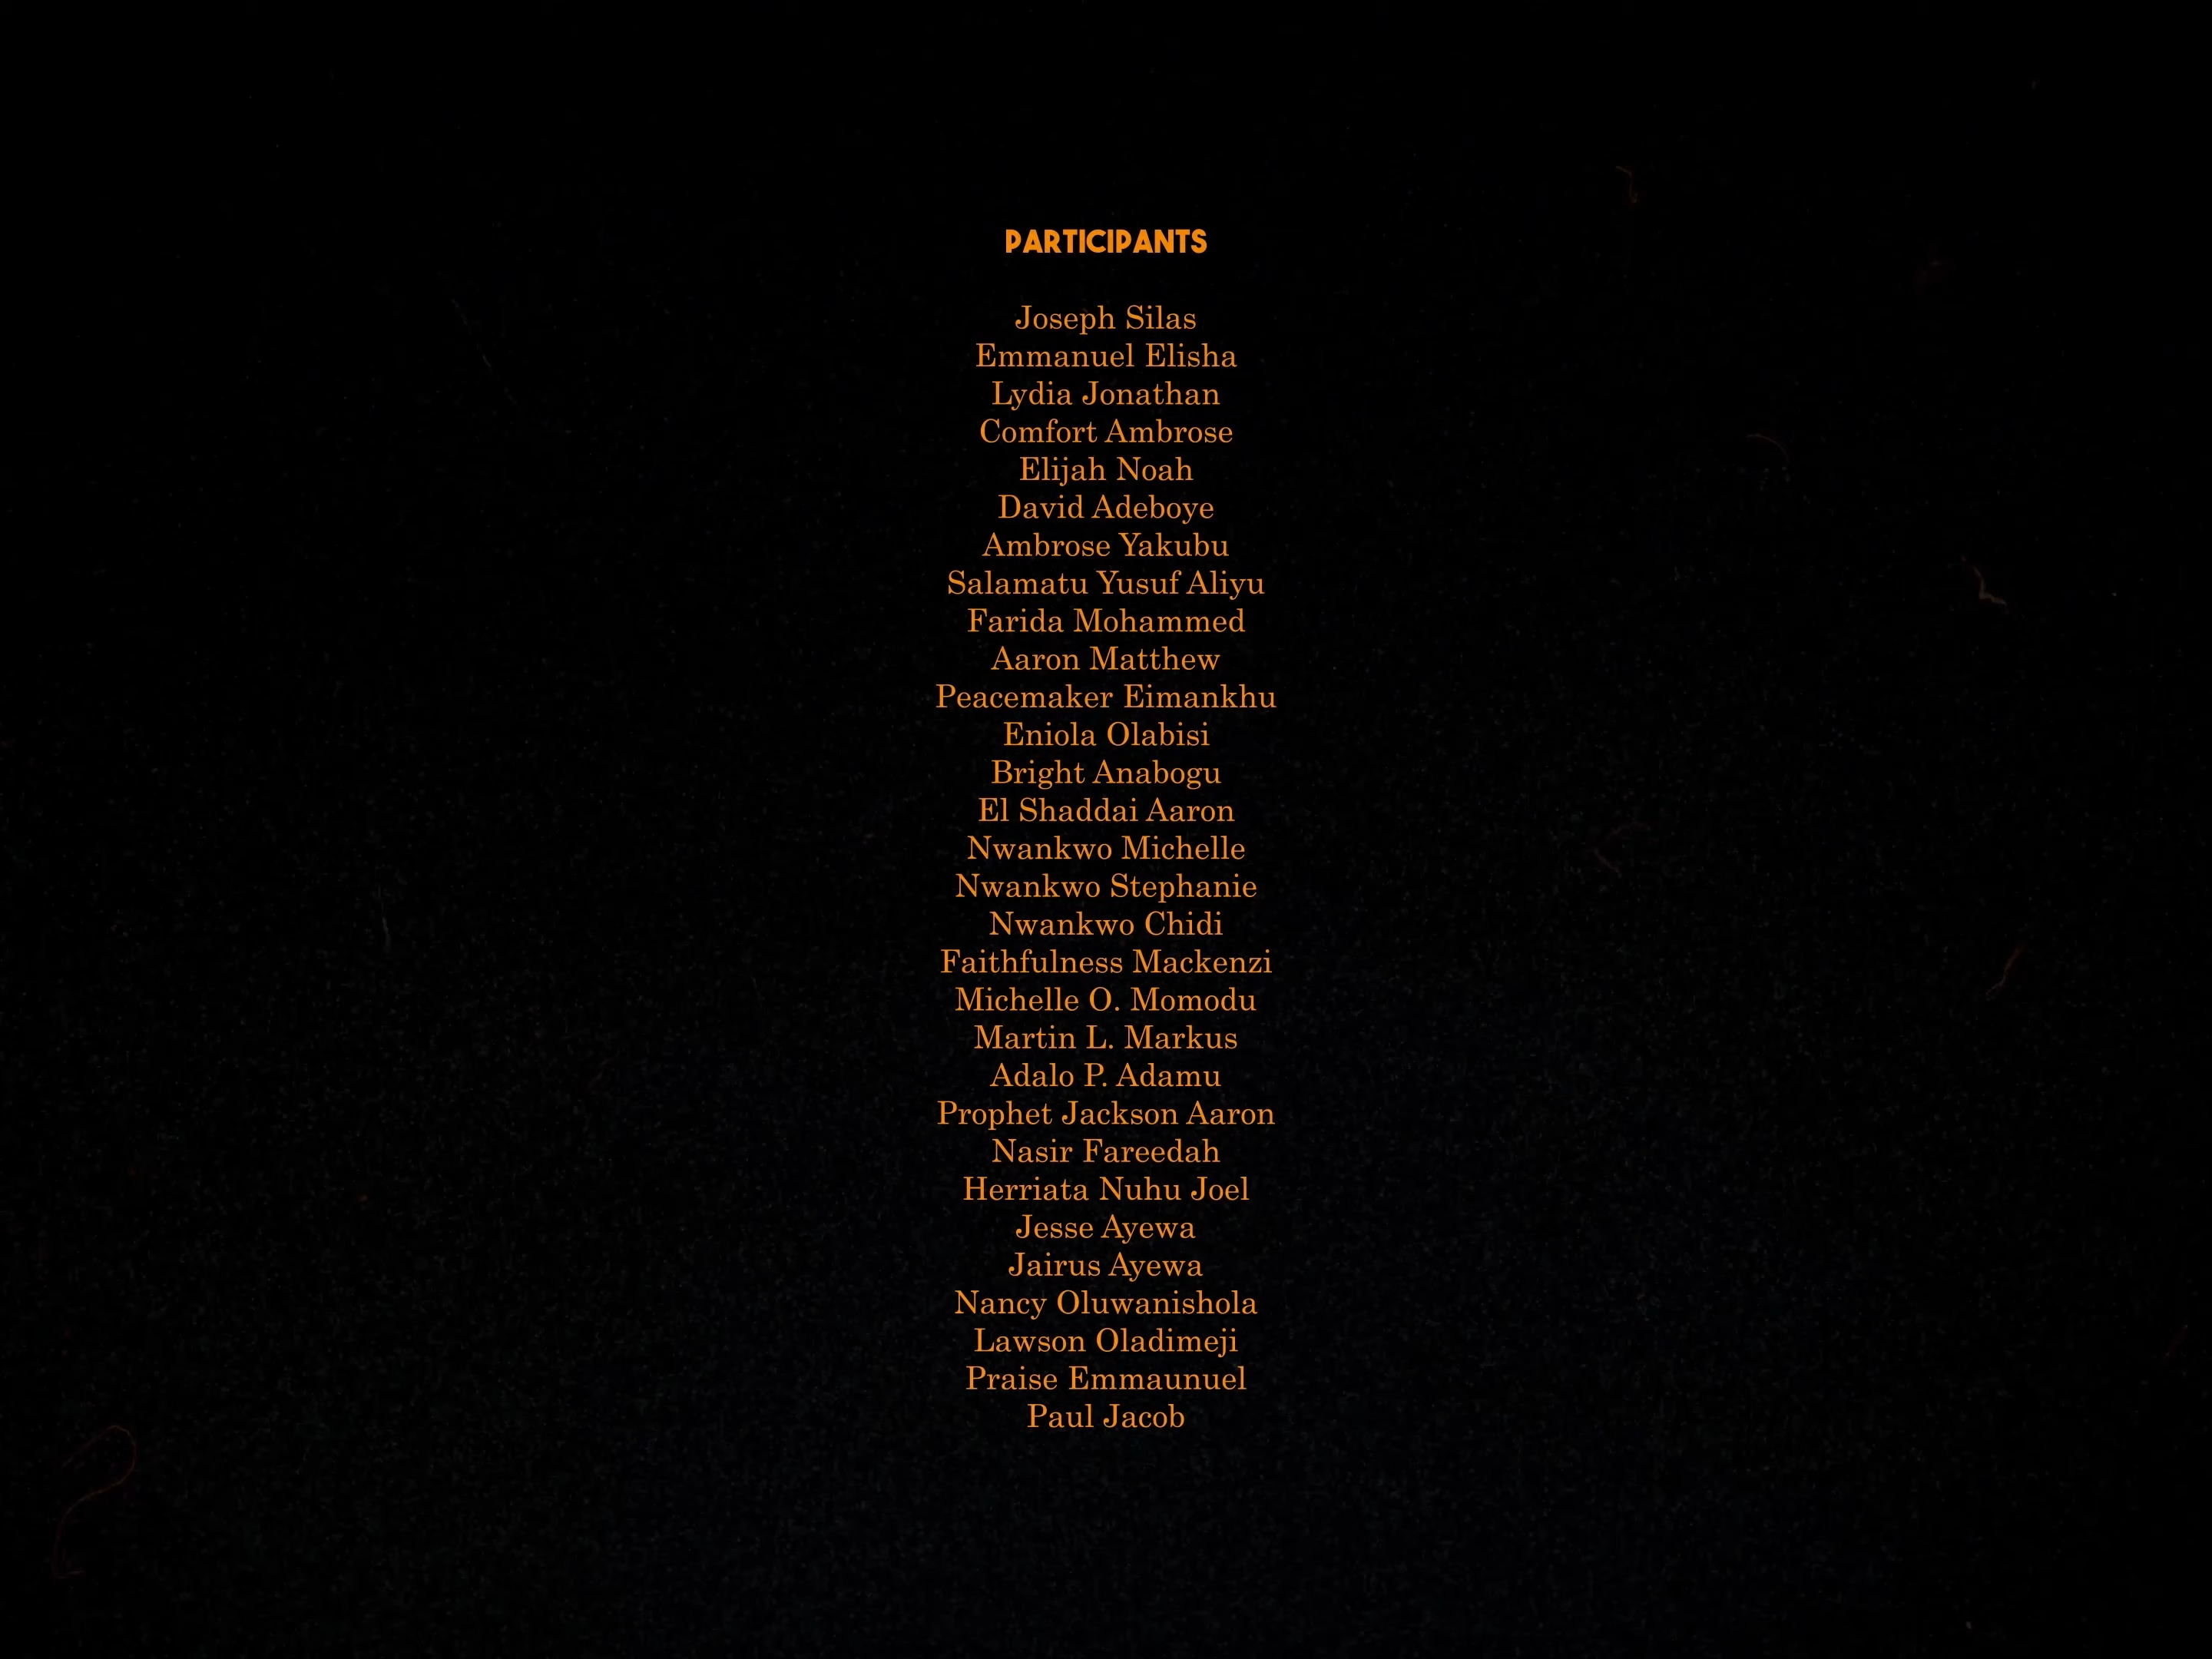 PARTICIPANTS
Joseph Silas
Emmanuel Elisha
Lydia Jonathan
Comfort Ambrose
Elijah Noah
David Adeboye
Ambrose Yakubu
Salamatu Yusuf Aliyu
Farida Mohammed
Aaron Matthew
Peacemaker Eimankhu
Eniola Olabisi
Bright Anabogu
El Shaddai Aaron
Nwankwo Michelle
Nwankwo Stephanie
Nwankwo Chidi
Faithfulness Mackenzi
Michelle O. Momodu
Martin L. Markus
Adalo P. Adamu
Prophet Jackson Aaron
Nasir Fareedah
Herriata Nuhu Joel
Jesse Ayewa
Jairus Ayewa
Nancy Oluwanishola
Lawson Oladimeji
Praise Emmaunuel
Paul Jacob